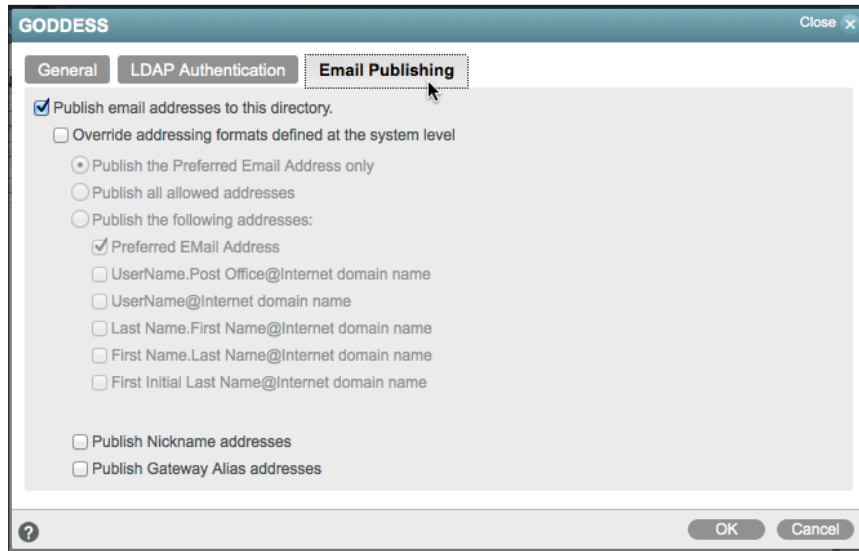 GODDESS
Close x
General LDAP Authentication Email Publishing
Publish email addresses to this directory.
Override addressing formats defined at the system level
Publish the Preferred Email Address only
Publish all allowed addresses
Publish the following addresses:
Preferred EMail Address
UserName.Post Office@Internet domain name
UserName@Internet domain name
Last Name.First Name@Internet domain name
First Name.Last Name@Internet domain name
First Initial Last Name@Internet domain name
Publish Nickname addresses
Publish Gateway Alias addresses
? OK Cancel